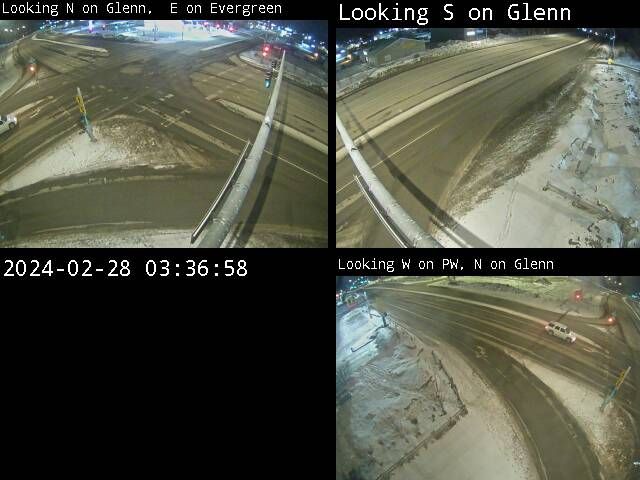 Looking N on Glenn, E on Evergreen
Looking S on Glenn
2024-02-28 03:36:58
Looking W on PW, N on Glenn